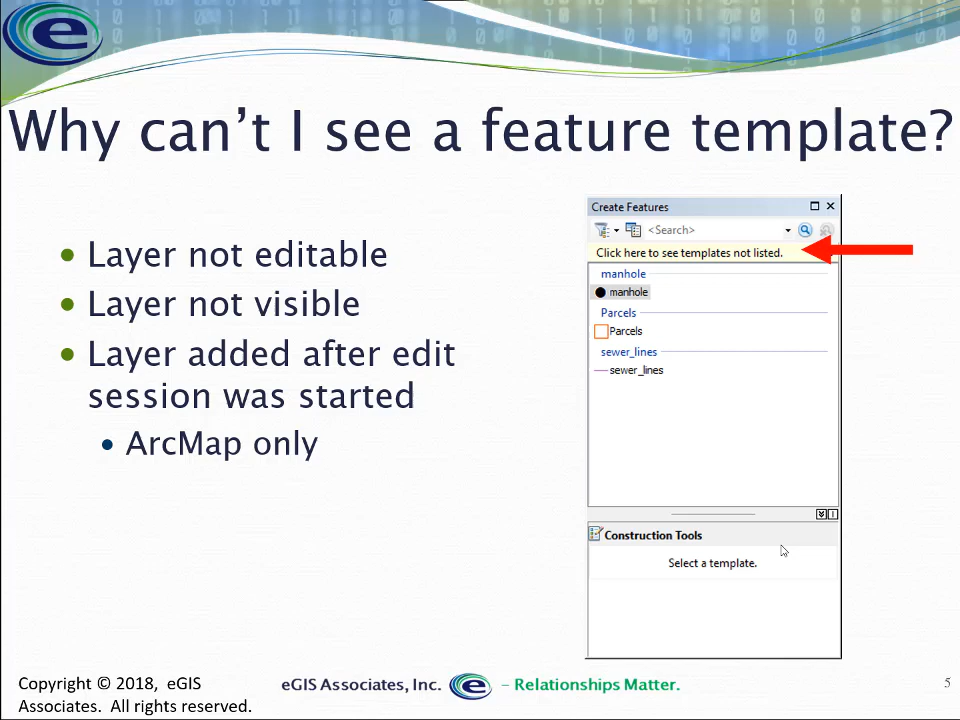 Why can't I see a feature template?
• Layer not editable
• Layer not visible
• Layer added after edit
session was started
• ArcMap only
Create Features
<Search>
Click here to see templates not listed.
manhole
manhole
Parcels
Parcels
sewer_lines
sewer_lines
Construction Tools
Select a template.
Copyright © 2018, eGIS
Associates. All rights reserved.
eGIS Associates, Inc. e – Relationships Matter.
5